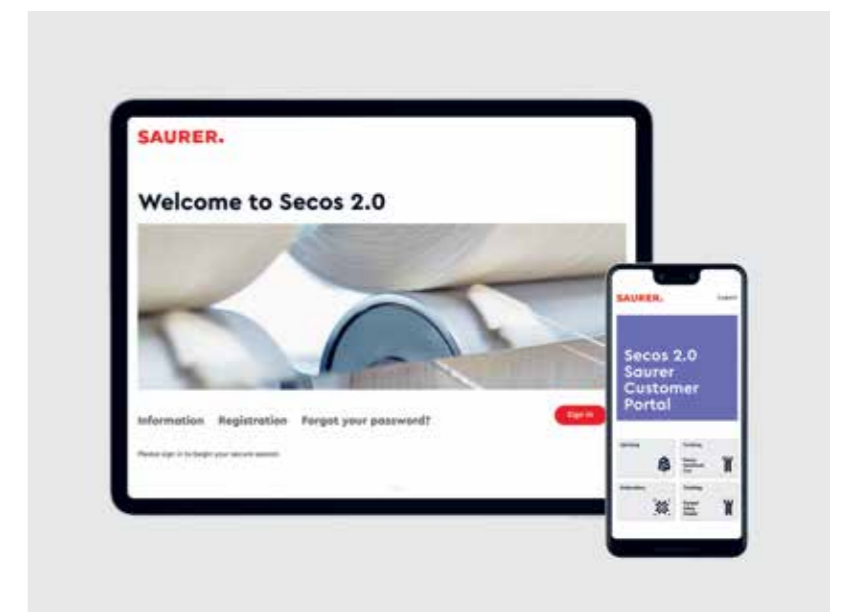 SAURER.
Welcome to Secos 2.0
Information Registration Forgot your password?
Sign in
Please sign in to begin your secure session.
SAURER.
Secos 2.0
Saurer
Customer
Portal